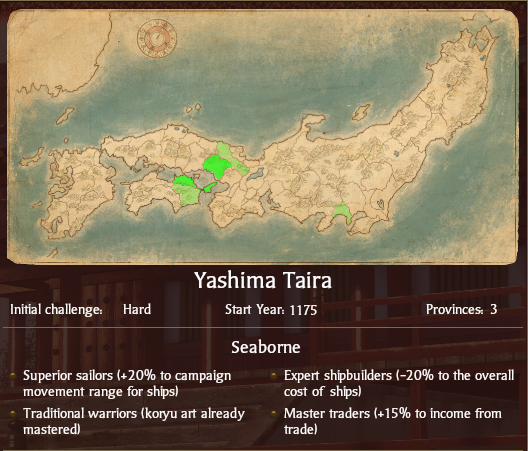 Yashima Taira
Initial challenge: Hard Start Year: 1175 Provinces: 3
Seaborne
Superior sailors (+20% to campaign
movement range for ships)
Traditional warriors (koryu art already
mastered)
Expert shipbuilders (-20% to the overall
cost of ships)
Master traders (+15% to income from
trade)